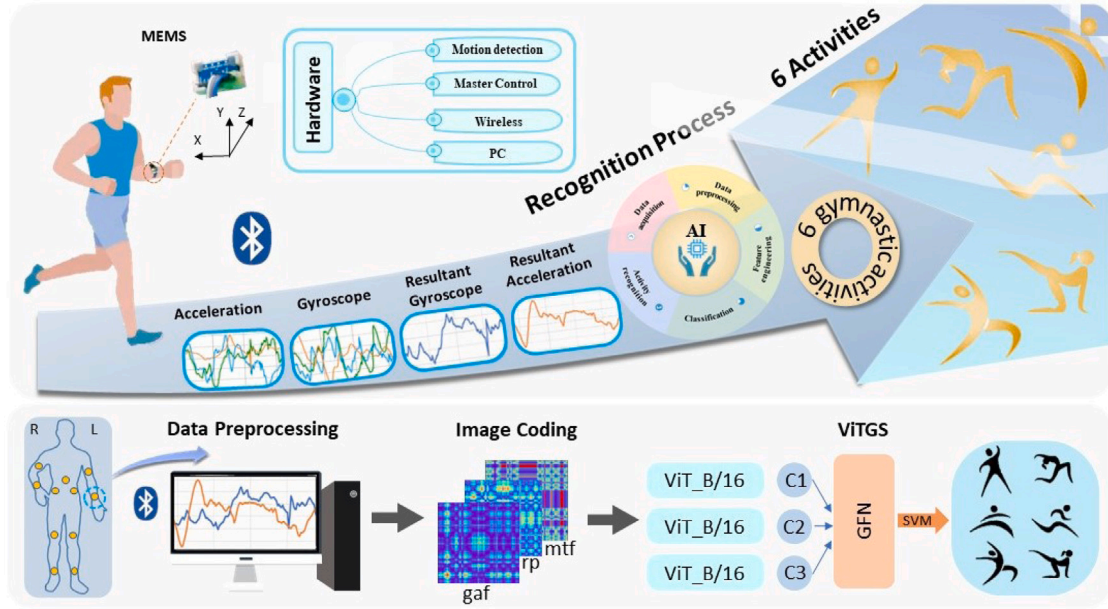 MEMS
X
Y
Z
Hardware
Motion detection
Master Control
Wireless
PC
Recognition Process
6 Activities
Acceleration
Gyroscope
Resultant
Gyroscope
Resultant
Acceleration
Data
acquisition
Data
preprocessing
Feature
engineering
Classification
Activity
recognition
AI
6 gymnastic activities
R
L
Data Preprocessing
Image Coding
gaf
rp
mtf
ViTGS
ViT_B/16
C1
ViT_B/16
C2
ViT_B/16
C3
GFN
SVM